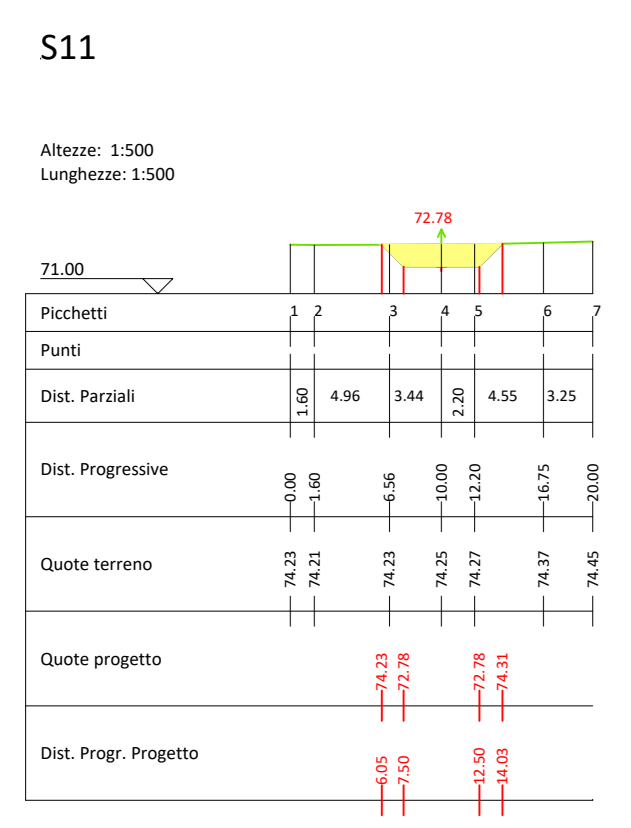 S11
Altezze: 1:500
Lunghezze: 1:500
72.78
71.00
Picchetti 1 2 3 4 5 6 7
Punti
Dist. Parziali 1.60 4.96 3.44 2.20 4.55 3.25
Dist. Progressive 0.00 1.60 6.56 10.00 12.20 16.75 20.00
Quote terreno 74.23 74.21 74.23 74.25 74.27 74.37 74.45
Quote progetto 74.23 72.78 72.78 74.31
Dist. Progr. Progetto 6.05 7.50 12.50 14.03